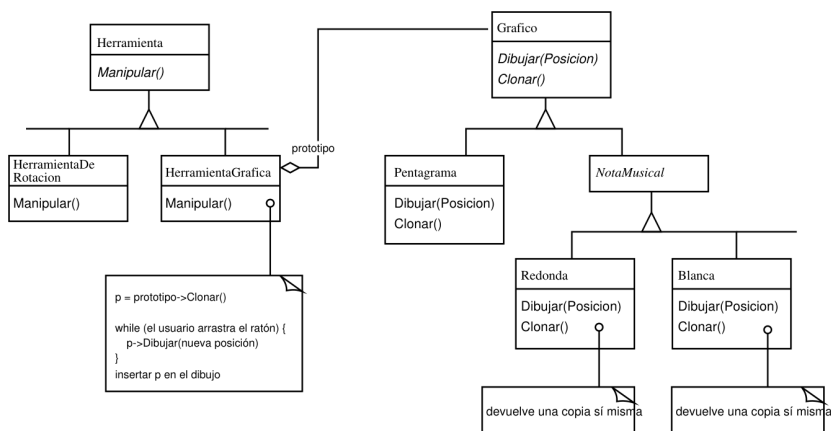 Herramienta
Manipular()
Grafico
Dibujar(Posicion)
Clonar()
prototipo
HerramientaDe
Rotacion
Manipular()
HerramientaGrafica
Manipular()
Pentagrama
Dibujar(Posicion)
Clonar()
NotaMusical
Redonda
Dibujar(Posicion)
Clonar()
Blanca
Dibujar(Posicion)
Clonar()
p = prototipo->Clonar()
while (el usuario arrastra el ratón) {
p->Dibujar(nueva posición)
}
insertar p en el dibujo
devuelve una copia sí misma
devuelve una copia sí misma